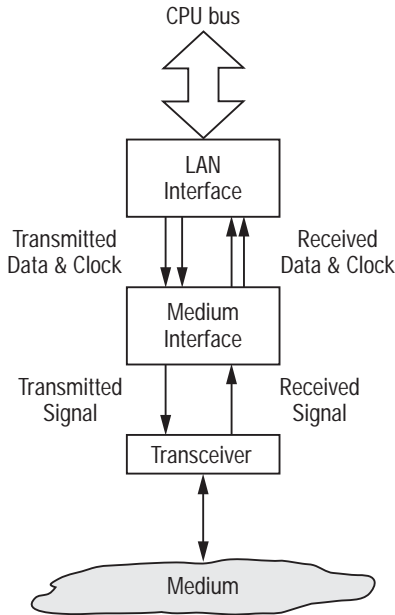 CPU bus
LAN
Interface
Transmitted
Data & Clock
Received
Data & Clock
Medium
Interface
Transmitted
Signal
Received
Signal
Transceiver
Medium